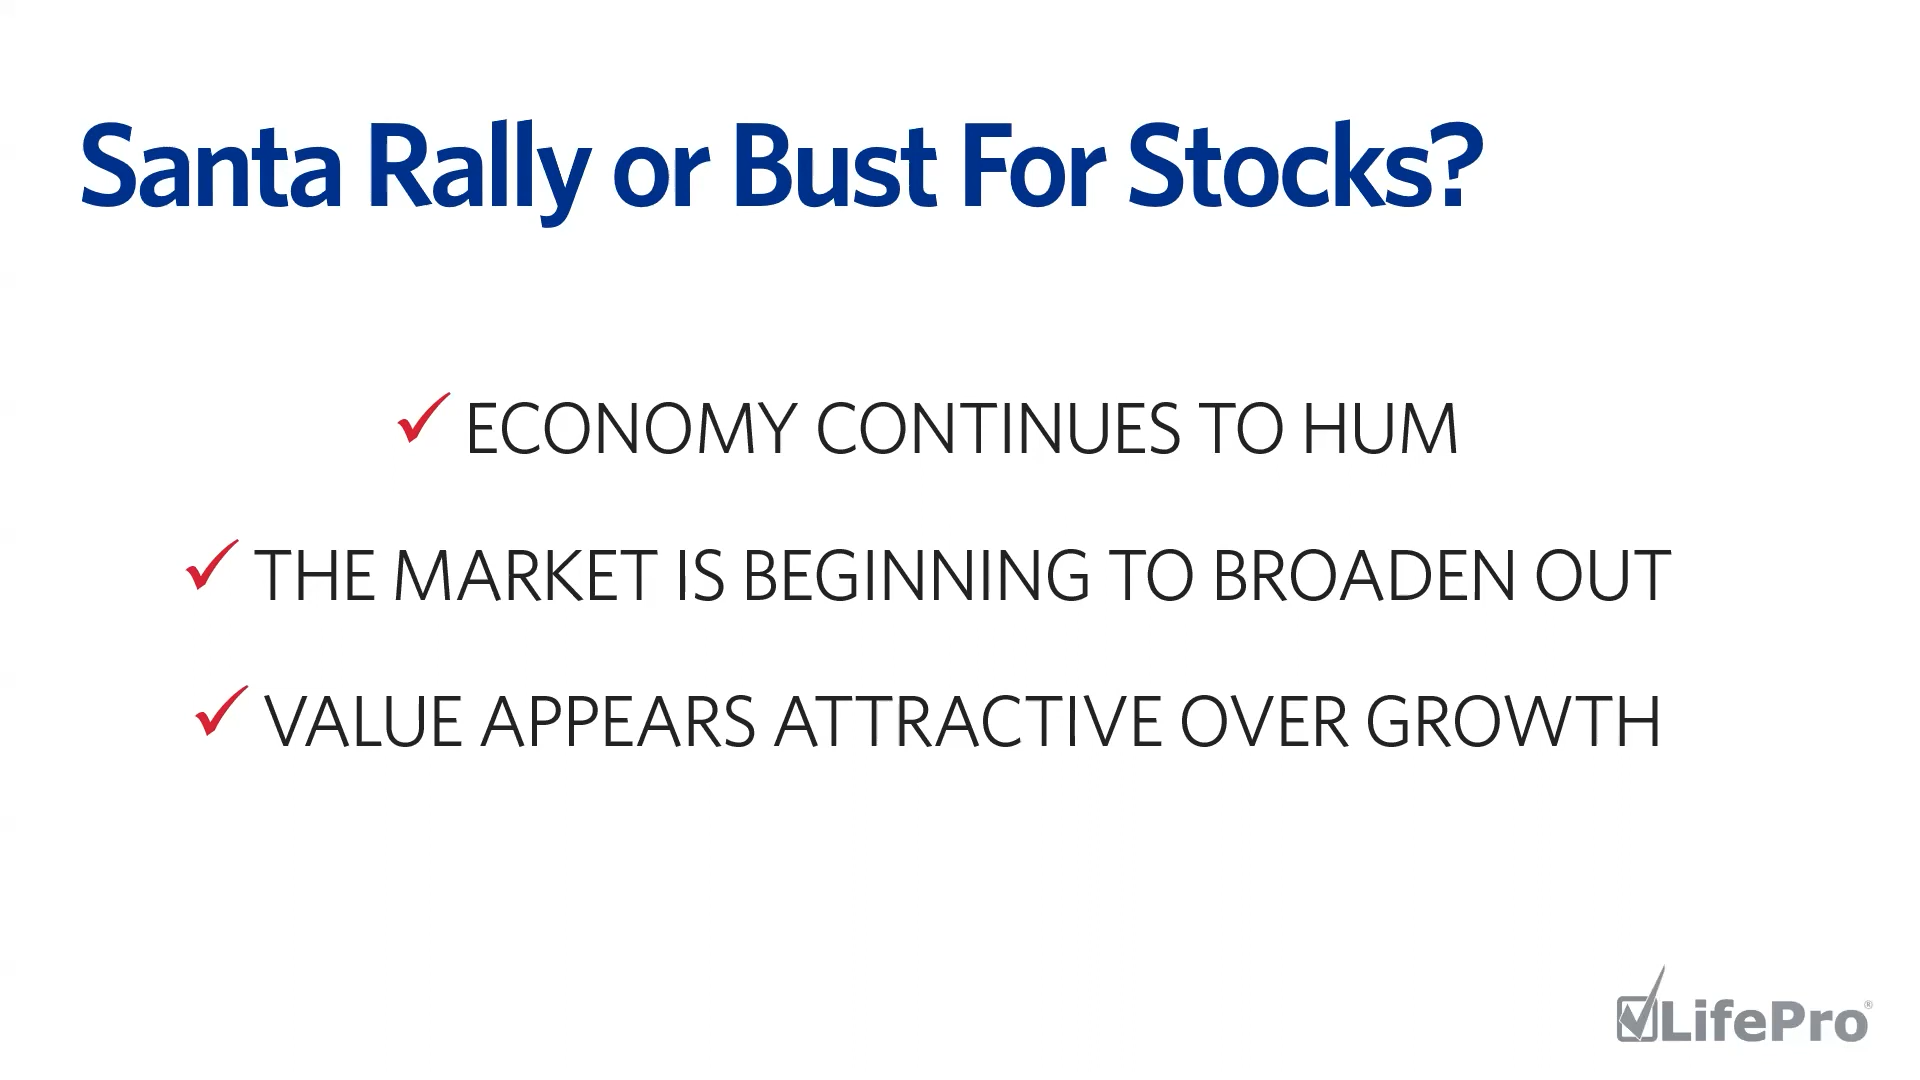 Santa Rally or Bust For Stocks?
✓ ECONOMY CONTINUES TO HUM
✓ THE MARKET IS BEGINNING TO BROADEN OUT
✓ VALUE APPEARS ATTRACTIVE OVER GROWTH
LifePro®